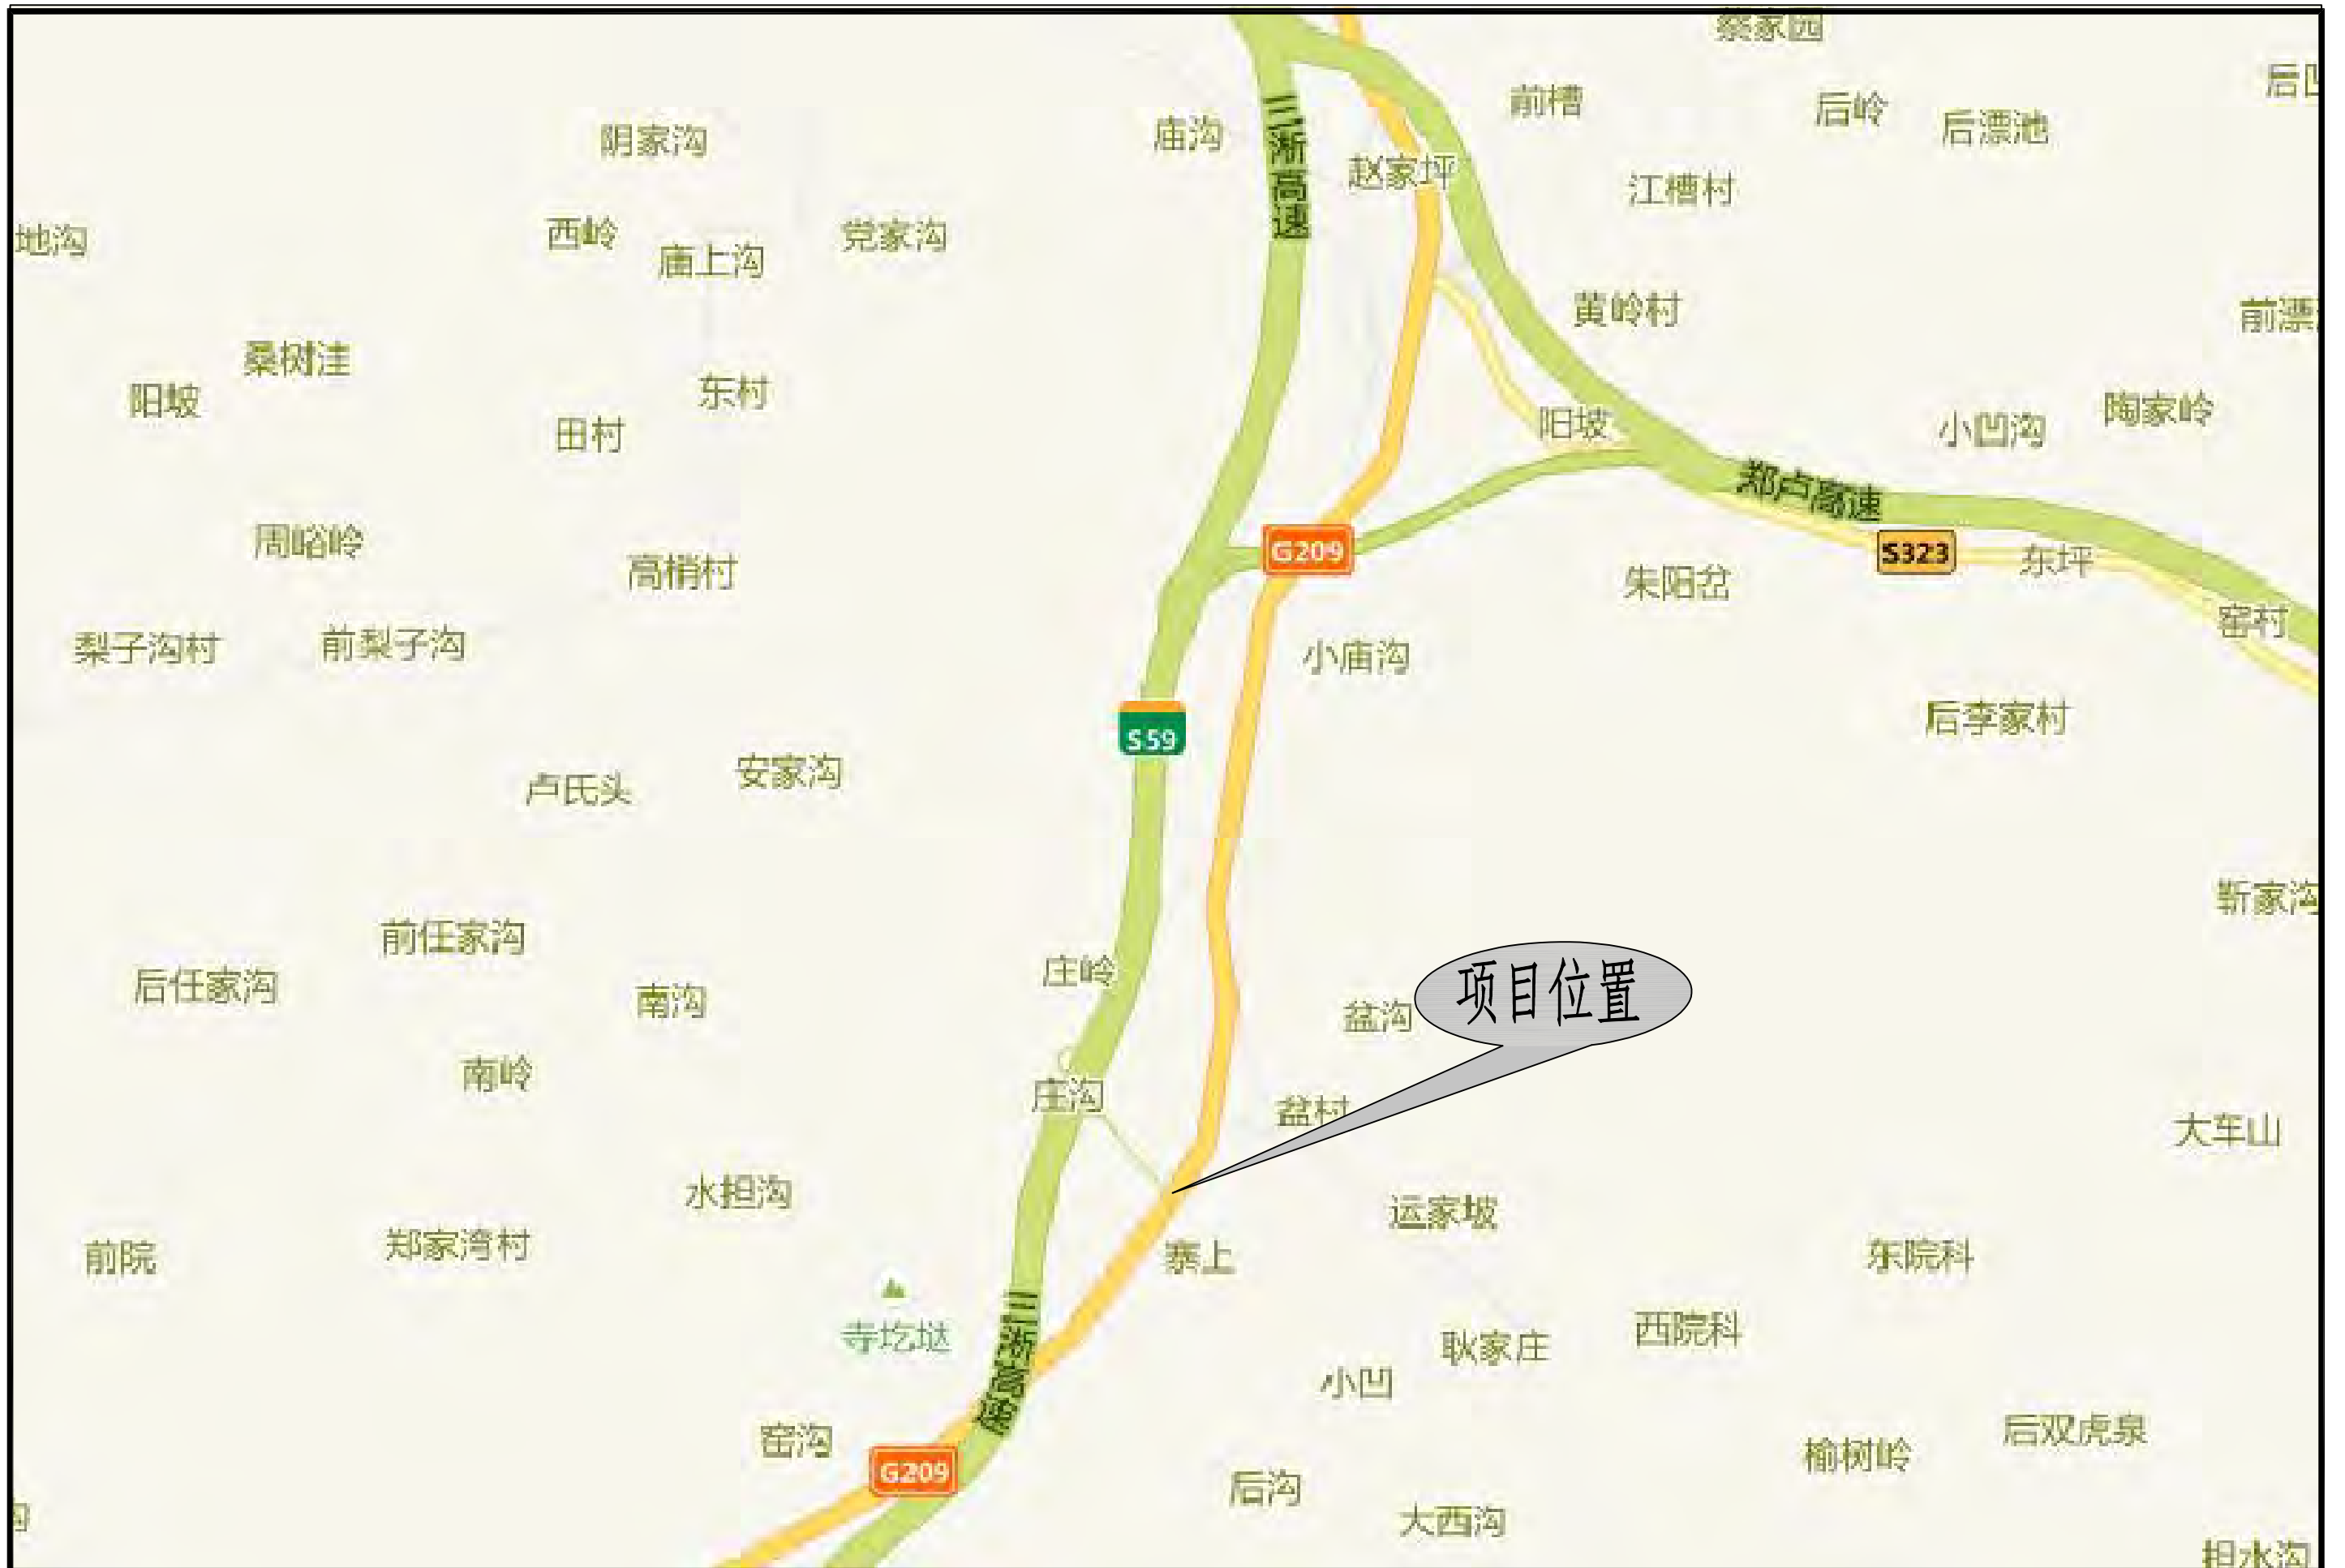 蔡家园
前槽
后岭
后漂池
庙沟
阴家沟
三淅高速
赵家坪
江槽村
地沟
西岭
庙上沟
党家沟
黄岭村
前漂
桑树洼
阳坡
东村
田村
阳坡
小凹沟
陶家岭
郑卢高速
周峪岭
高梢村
G209
S323
东坪
朱阳岔
窑村
梨子沟村
前梨子沟
小庙沟
后李家村
S59
卢氏头
安家沟
靳家沟
前任家沟
后任家沟
南沟
庄岭
项目位置
盆沟
南岭
庄沟
盆村
大车山
水担沟
运家坡
前院
郑家湾村
寨上
东院科
寺圪垯
三淅高速
耿家庄
西院科
小凹
窑沟
G209
后沟
榆树岭
后双虎泉
大西沟
担水沟